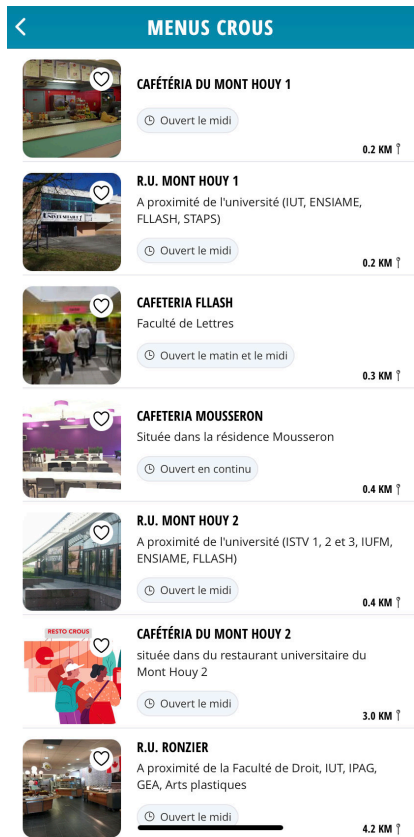 MENUS CROUS
CAFÉTÉRIA DU MONT HOUY 1
Ouvert le midi
0.2 KM
R.U. MONT HOUY 1
A proximité de l'université (IUT, ENSIAME,
FLLASH, STAPS)
Ouvert le midi
0.2 KM
CAFETERIA FLLASH
Faculté de Lettres
Ouvert le matin et le midi
0.3 KM
CAFETERIA MOUSSERON
Située dans la résidence Mousseron
Ouvert en continu
0.4 KM
R.U. MONT HOUY 2
A proximité de l'université (ISTV 1, 2 et 3, IUFM,
ENSIAME, FLLASH)
Ouvert le midi
0.4 KM
RESTO CROUS
CAFÉTÉRIA DU MONT HOUY 2
située dans du restaurant universitaire du
Mont Houy 2
Ouvert le midi
3.0 KM
R.U. RONZIER
A proximité de la Faculté de Droit, IUT, IPAG,
GEA, Arts plastiques
Ouvert le midi
4.2 KM